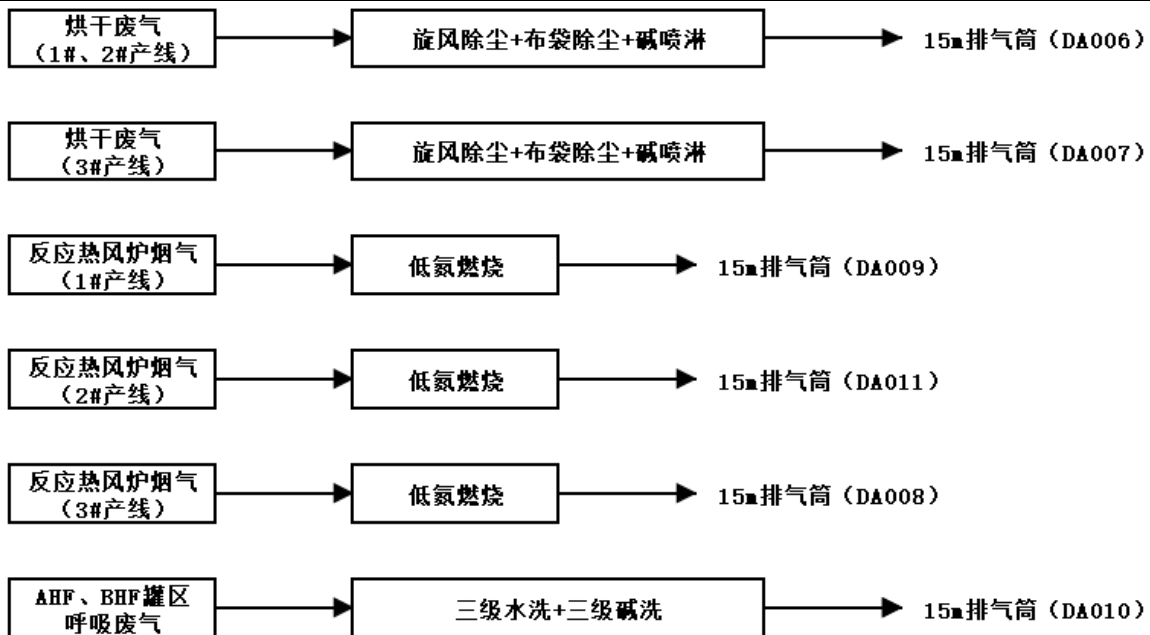 烘干废气
（1#、2#产线）
旋风除尘+布袋除尘+碱喷淋
15m排气筒（DA006）
烘干废气
（3#产线）
旋风除尘+布袋除尘+碱喷淋
15m排气筒（DA007）
反应热风炉烟气
（1#产线）
低氮燃烧
15m排气筒（DA009）
反应热风炉烟气
（2#产线）
低氮燃烧
15m排气筒（DA011）
反应热风炉烟气
（3#产线）
低氮燃烧
15m排气筒（DA008）
AHF、BHF罐区
呼吸废气
三级水洗+三级碱洗
15m排气筒（DA010）